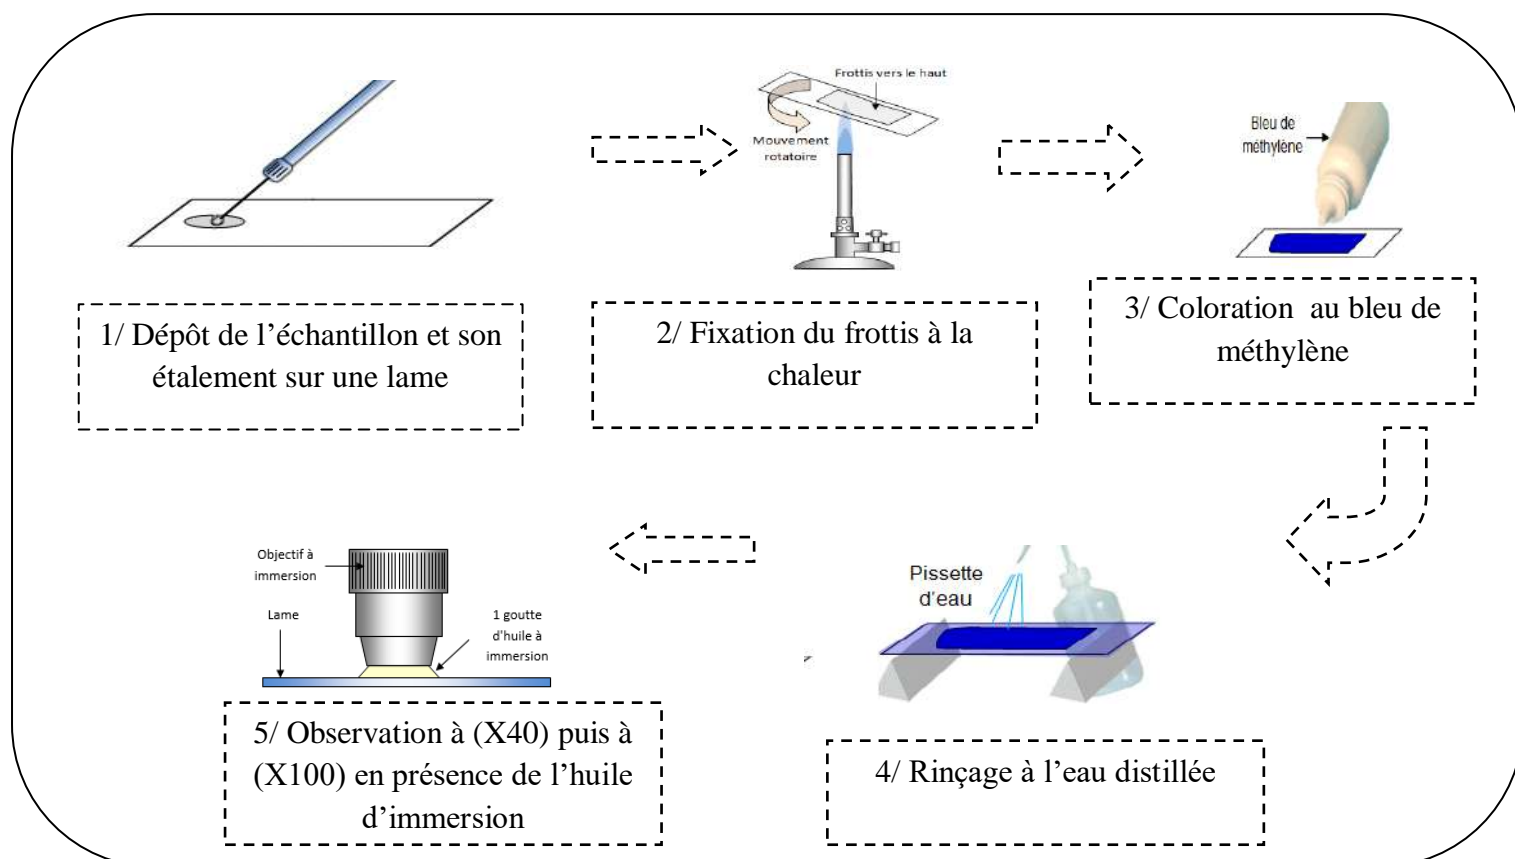 Frottis vers le haut
Mouvement
rotatoire
Bleu de
méthylène
1/ Dépôt de l’échantillon et son
étalement sur une lame
2/ Fixation du frottis à la
chaleur
3/ Coloration au bleu de
méthylène
Objectif à
immersion
Lame
1 goutte
d'huile à
immersion
Pissette
d'eau
5/ Observation à (X40) puis à
(X100) en présence de l’huile
d’immersion
4/ Rinçage à l’eau distillée